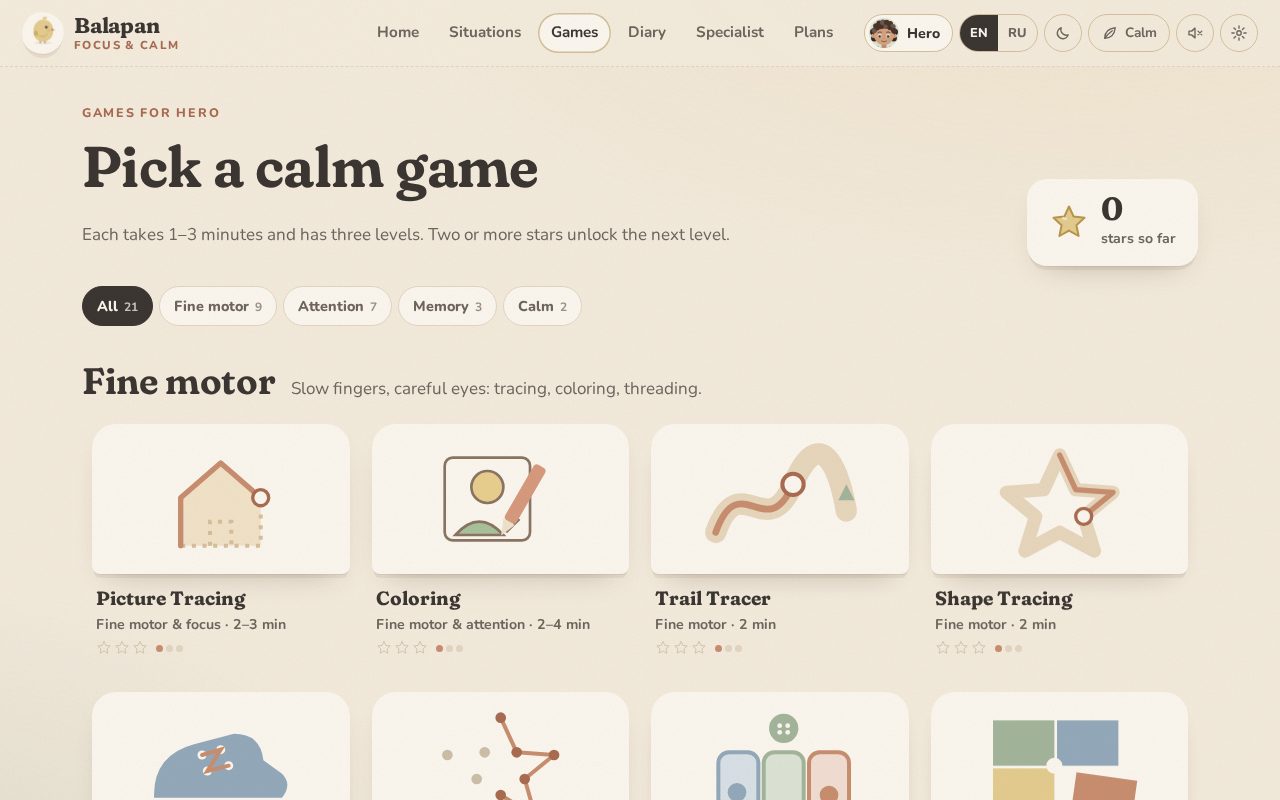 Balapan
FOCUS & CALM
Home Situations Games Diary Specialist Plans Hero EN RU Calm
GAMES FOR HERO
Pick a calm game
Each takes 1–3 minutes and has three levels. Two or more stars unlock the next level.
0
stars so far
All 21 Fine motor 9 Attention 7 Memory 3 Calm 2
Fine motor Slow fingers, careful eyes: tracing, coloring, threading.
Picture Tracing
Fine motor & focus · 2–3 min
Coloring
Fine motor & attention · 2–4 min
Trail Tracer
Fine motor · 2 min
Shape Tracing
Fine motor · 2 min